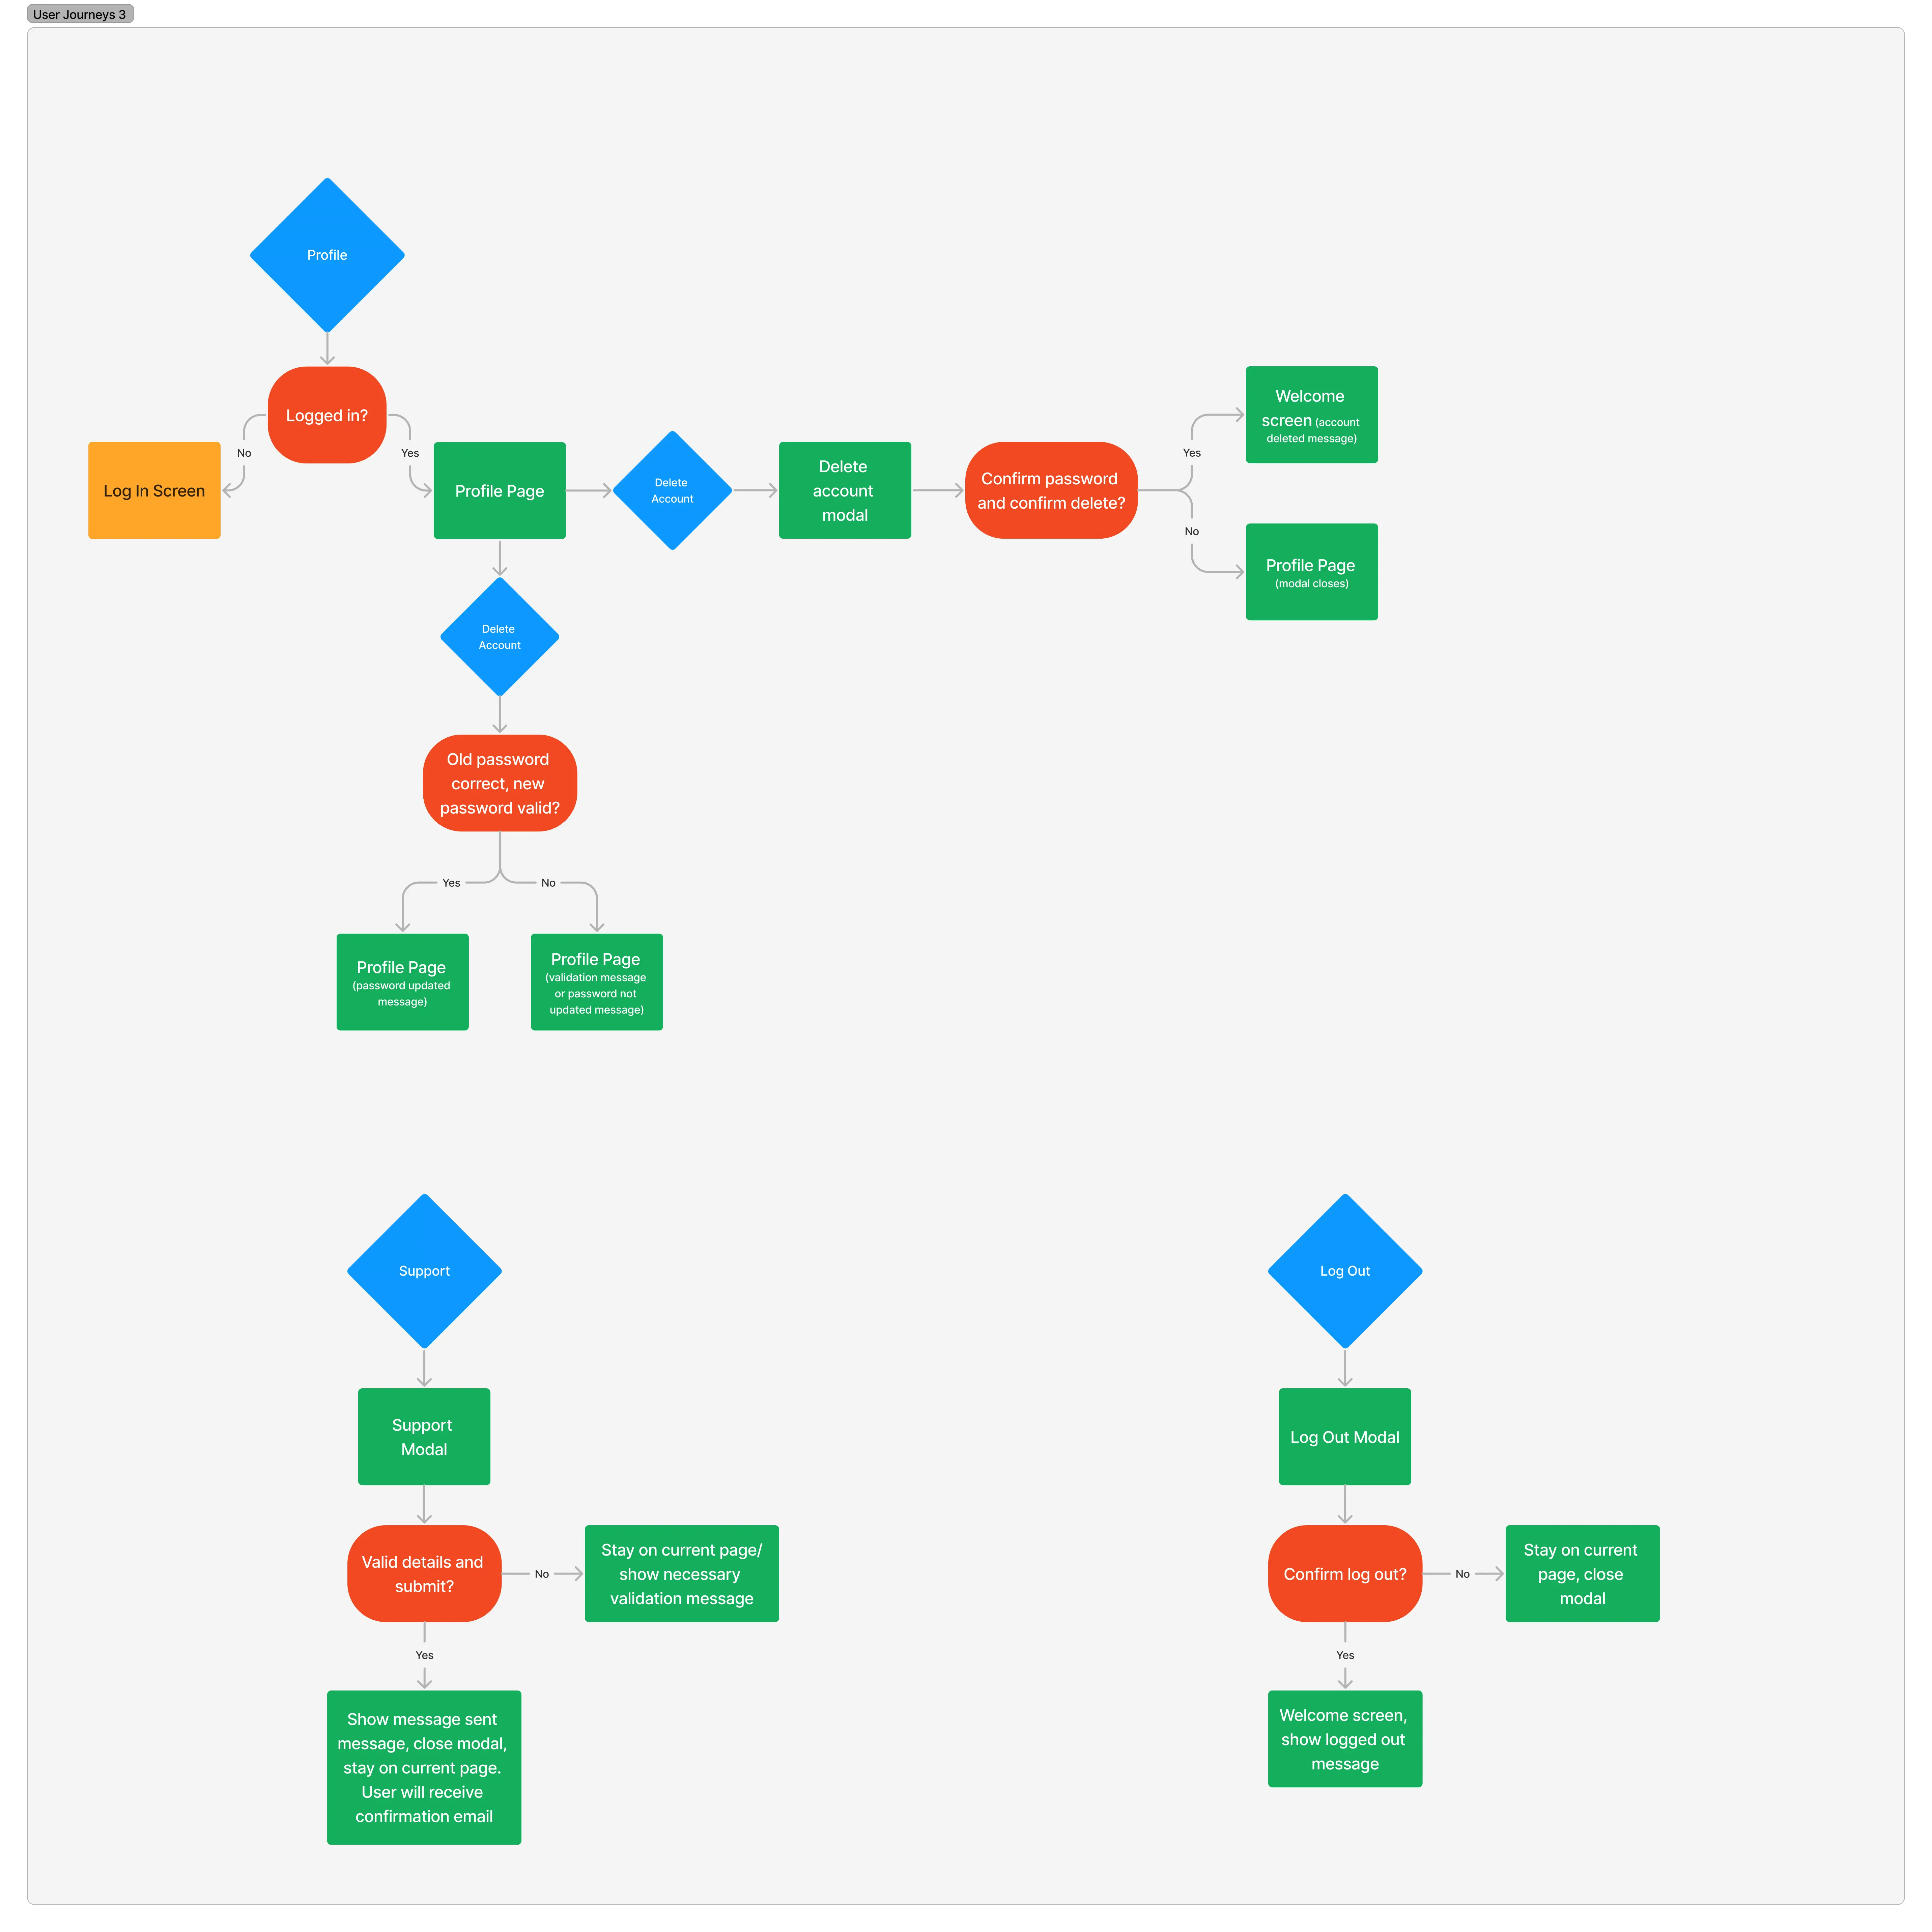 User Journeys 3
Profile
Logged in?
No
Yes
Log In Screen
Profile Page
Delete
Account
Delete
account
modal
Confirm password
and confirm delete?
Yes
No
Welcome
screen (account
deleted message)
Profile Page
(modal closes)
Delete
Account
Old password
correct, new
password valid?
Yes
No
Profile Page
(password updated
message)
Profile Page
(validation message
or password not
updated message)
Support
Support
Modal
Valid details and
submit?
No
Stay on current page/
show necessary
validation message
Yes
Show message sent
message, close modal,
stay on current page.
User will receive
confirmation email
Log Out
Log Out Modal
Confirm log out?
No
Stay on current
page, close
modal
Yes
Welcome screen,
show logged out
message